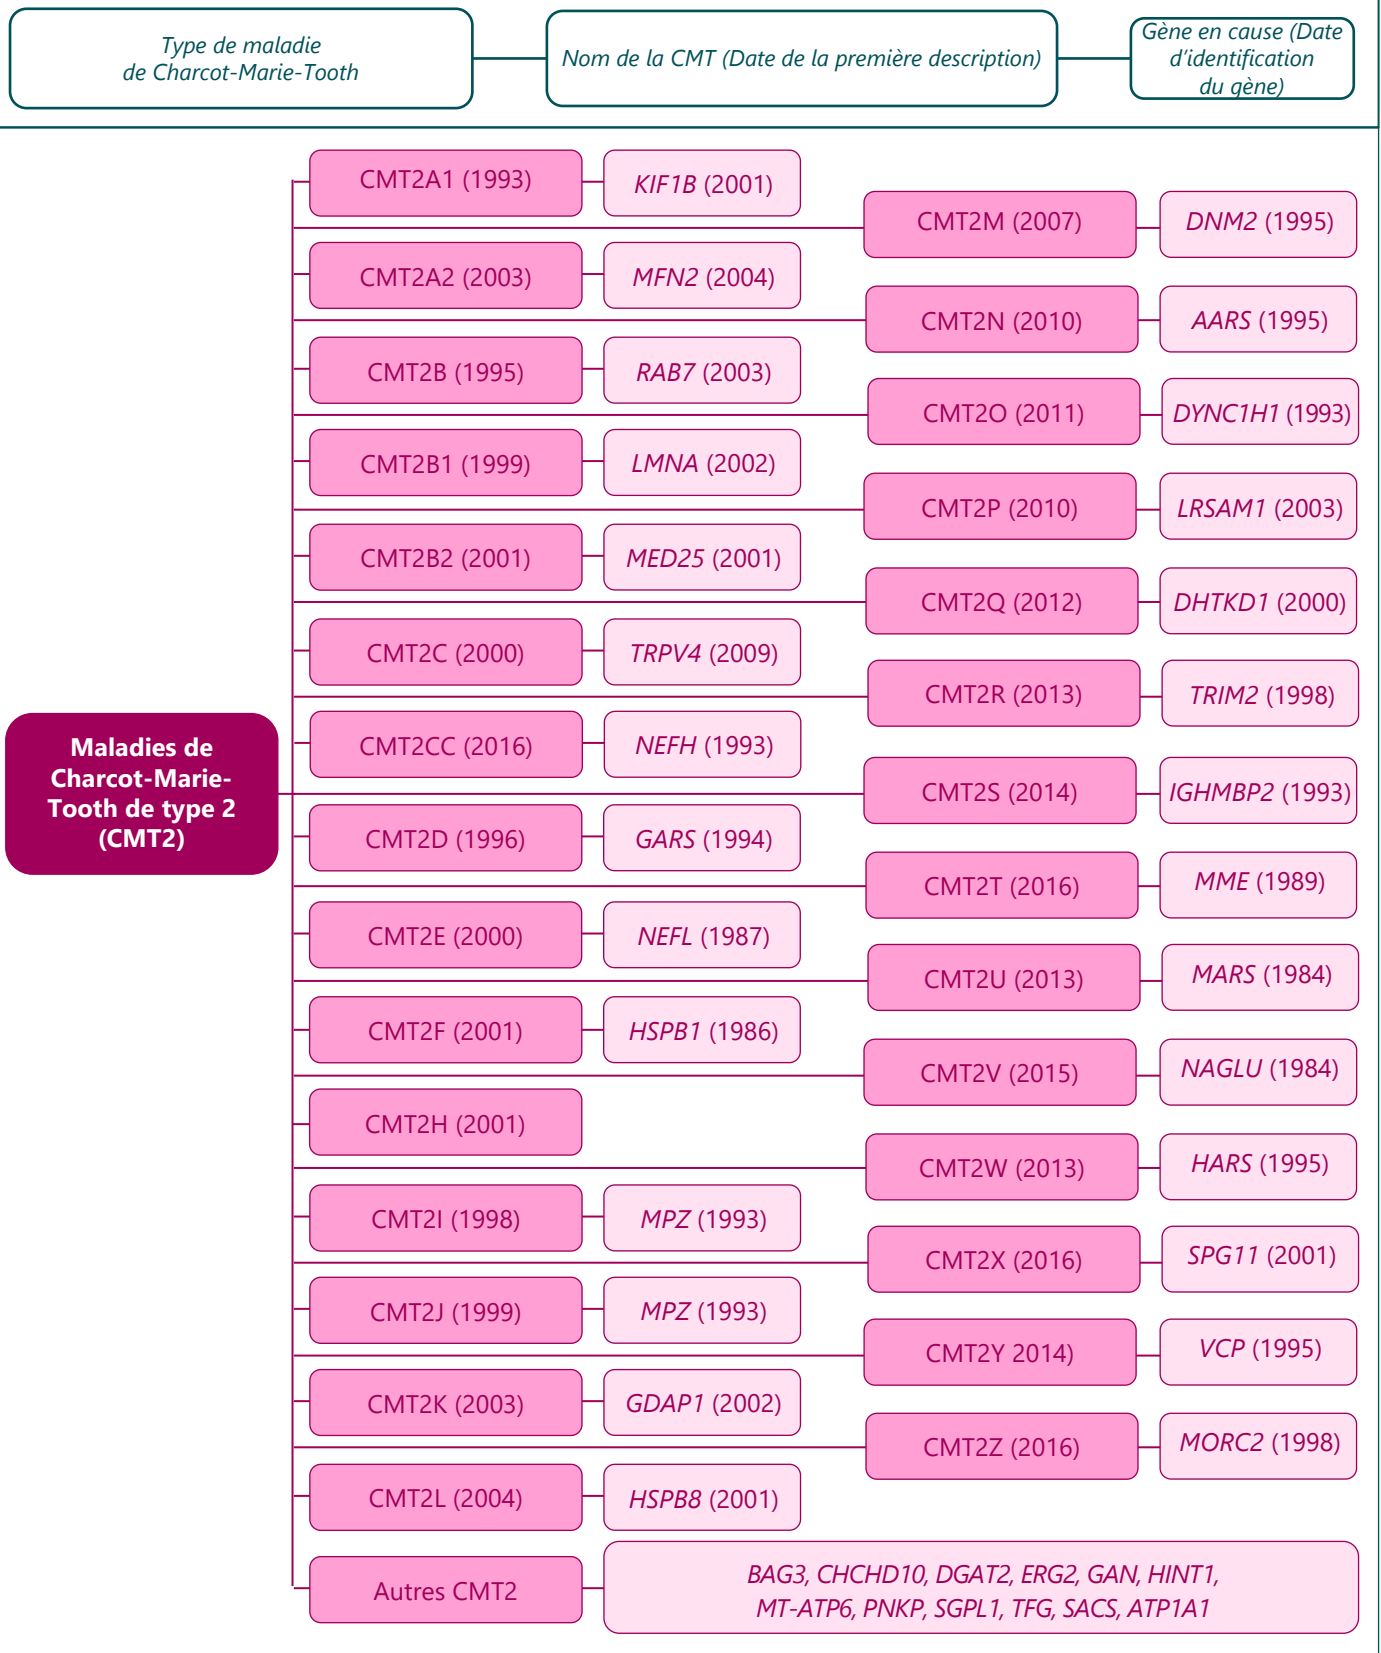 Type de maladie
de Charcot-Marie-Tooth
Nom de la CMT (Date de la première description)
Gène en cause (Date
d'identification
du gène)
Maladies de
Charcot-Marie-
Tooth de type 2
(CMT2)
CMT2A1 (1993)
KIF1B (2001)
CMT2A2 (2003)
MFN2 (2004)
CMT2B (1995)
RAB7 (2003)
CMT2B1 (1999)
LMNA (2002)
CMT2B2 (2001)
MED25 (2001)
CMT2C (2000)
TRPV4 (2009)
CMT2CC (2016)
NEFH (1993)
CMT2D (1996)
GARS (1994)
CMT2E (2000)
NEFL (1987)
CMT2F (2001)
HSPB1 (1986)
CMT2H (2001)
CMT2I (1998)
MPZ (1993)
CMT2J (1999)
MPZ (1993)
CMT2K (2003)
GDAP1 (2002)
CMT2L (2004)
HSPB8 (2001)
CMT2M (2007)
DNM2 (1995)
CMT2N (2010)
AARS (1995)
CMT2O (2011)
DYNC1H1 (1993)
CMT2P (2010)
LRSAM1 (2003)
CMT2Q (2012)
DHTKD1 (2000)
CMT2R (2013)
TRIM2 (1998)
CMT2S (2014)
IGHMBP2 (1993)
CMT2T (2016)
MME (1989)
CMT2U (2013)
MARS (1984)
CMT2V (2015)
NAGLU (1984)
CMT2W (2013)
HARS (1995)
CMT2X (2016)
SPG11 (2001)
CMT2Y 2014)
VCP (1995)
CMT2Z (2016)
MORC2 (1998)
Autres CMT2
BAG3, CHCHD10, DGAT2, ERG2, GAN, HINT1,
MT-ATP6, PNKP, SGPL1, TFG, SACS, ATP1A1